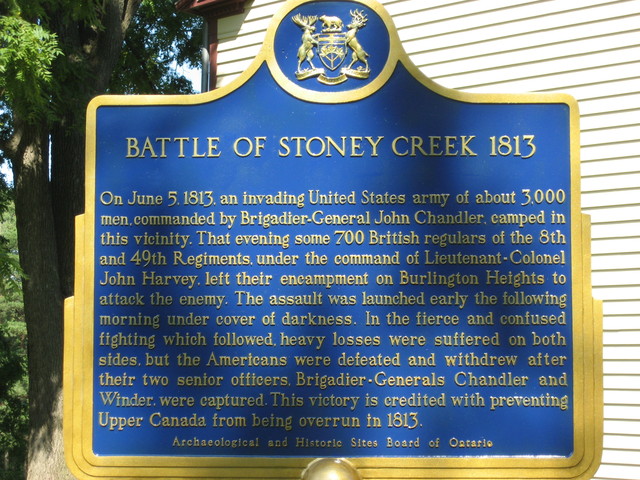 BATTLE OF STONEY CREEK 1813
On June 5, 1813, an invading United States army of about 3,000
men, commanded by Brigadier-General John Chandler, camped in
this vicinity. That evening some 700 British regulars of the 8th
and 49th Regiments, under the command of Lieutenant-Colonel
John Harvey, left their encampment on Burlington Heights to
attack the enemy. The assault was launched early the following
morning under cover of darkness. In the fierce and confused
fighting which followed, heavy losses were suffered on both
sides, but the Americans were defeated and withdrew after
their two senior officers, Brigadier-Generals Chandler and
Winder, were captured. This victory is credited with preventing
Upper Canada from being overrun in 1813.
Archaeological and Historic Sites Board of Ontario